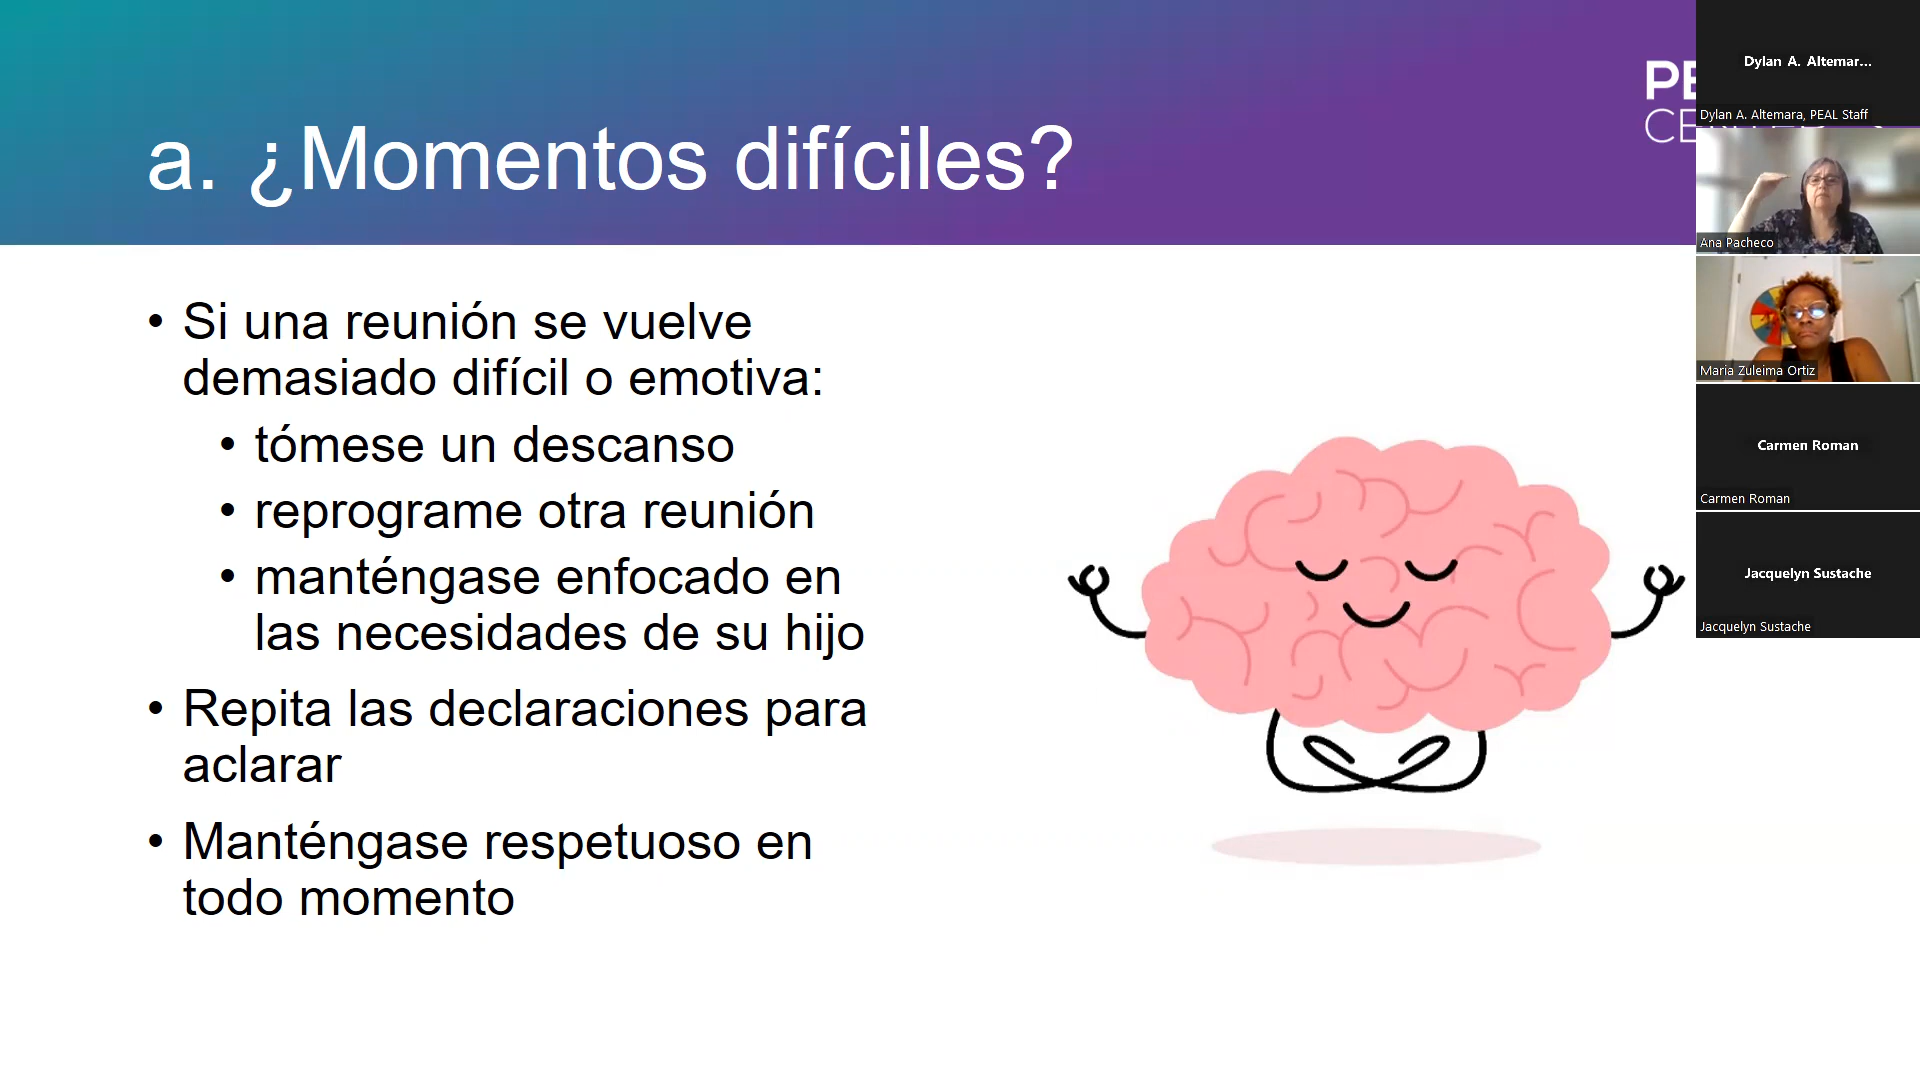 a. ¿Momentos difíciles?
• Si una reunión se vuelve
demasiado difícil o emotiva:
• tómese un descanso
• reprograme otra reunión
• manténgase enfocado en
las necesidades de su hijo
• Repita las declaraciones para
aclarar
• Manténgase respetuoso en
todo momento
Dylan A. Altemar...
Dylan A. Altemara, PEAL Staff
Ana Pacheco
Maria Zuleima Ortiz
Carmen Roman
Carmen Roman
Jacquelyn Sustache
Jacquelyn Sustache